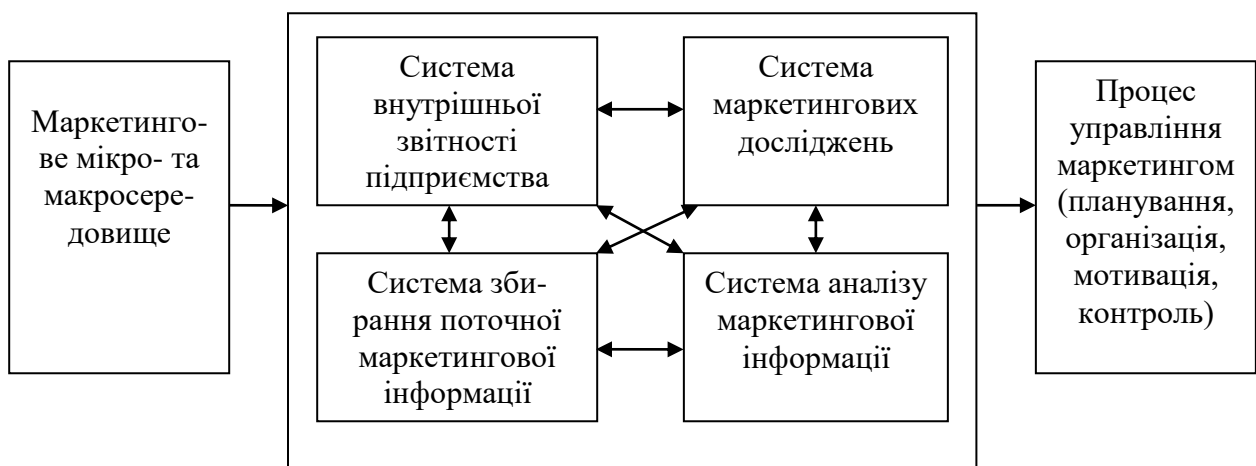 Маркетинго-
ве мікро- та
макросере-
довище
Система
внутрішньої
звітності
підприємства
Система
маркетингових
досліджень
Система зби-
рання поточної
маркетингової
інформації
Система аналізу
маркетингової
інформації
Процес
управління
маркетингом
(планування,
організація,
мотивація,
контроль)